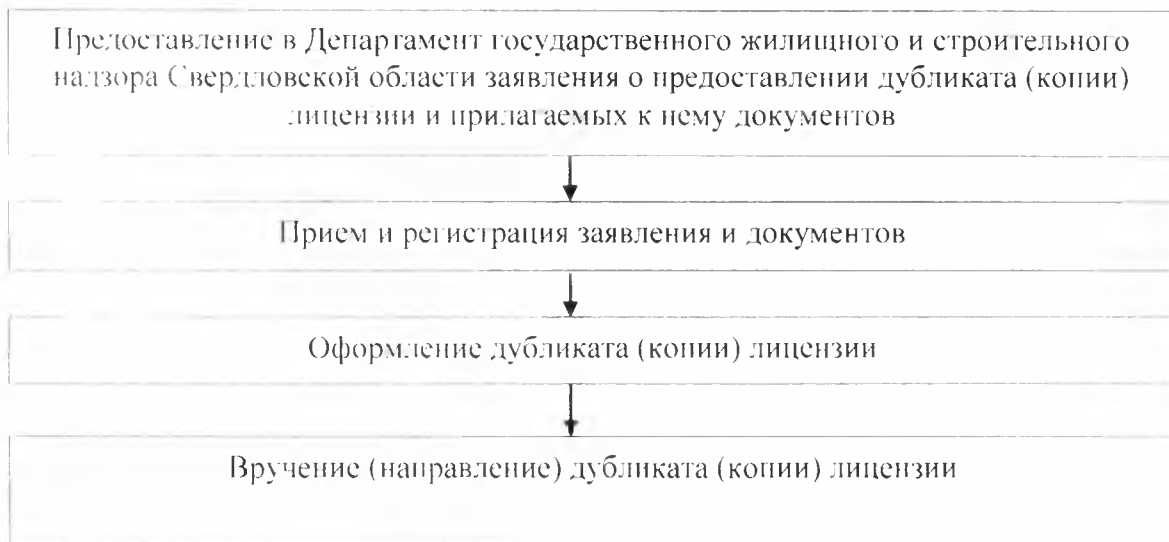 Предоставление в Департамент государственного жилищного и строительного
надзора Свердловской области заявления о предоставлении дубликата (копии)
лицензии и прилагаемых к нему документов
Прием и регистрация заявления и документов
Оформление дубликата (копии) лицензии
Вручение (направление) дубликата (копии) лицензии